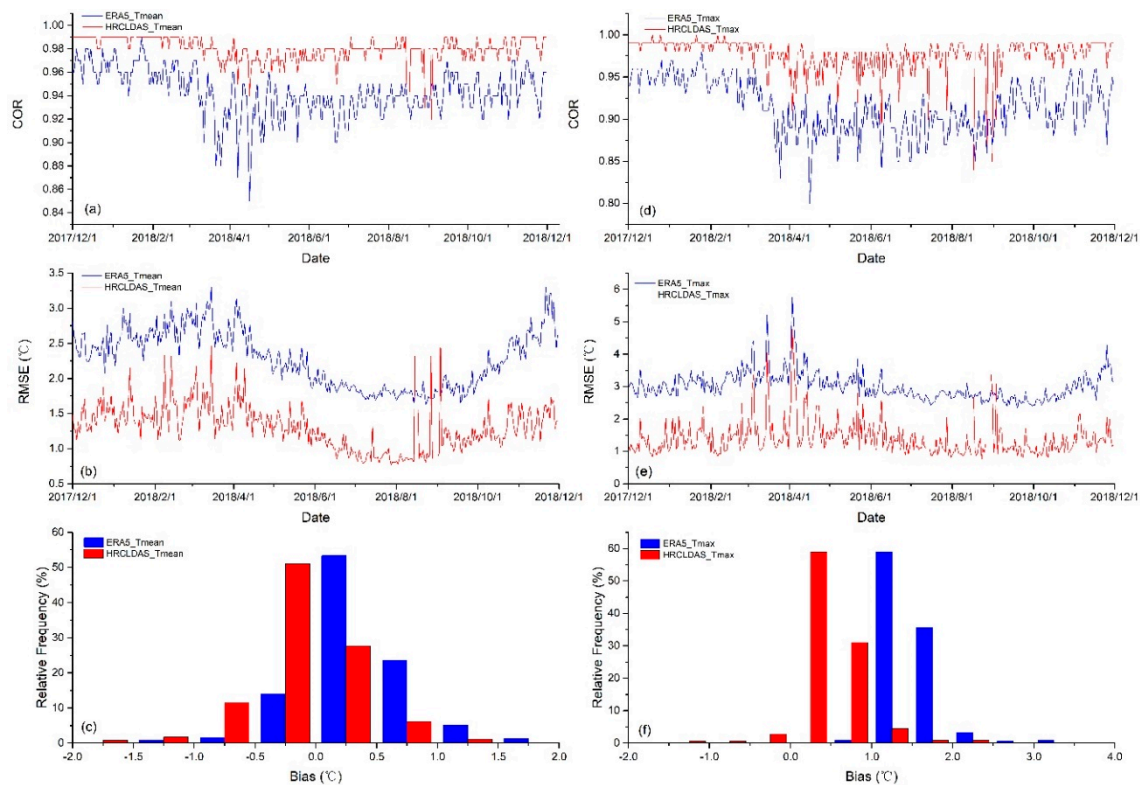 ERA5_Tmean
HRCLDAS_Tmean
1.00
0.98
0.96
0.94
0.92
0.90
0.88
0.86
0.84
COR
(a)
2017/12/1 2018/2/1 2018/4/1 2018/6/1 2018/8/1 2018/10/1 2018/12/1
Date
ERA5_Tmax
HRCLDAS_Tmax
1.00
0.95
0.90
0.85
0.80
COR
(d)
2017/12/1 2018/2/1 2018/4/1 2018/6/1 2018/8/1 2018/10/1 2018/12/1
Date
ERA5_Tmean
HRCLDAS_Tmean
3.5
3.0
2.5
2.0
1.5
1.0
0.5
RMSE (℃)
(b)
2017/12/1 2018/2/1 2018/4/1 2018/6/1 2018/8/1 2018/10/1 2018/12/1
Date
ERA5_Tmax
HRCLDAS_Tmax
6
5
4
3
2
1
0
RMSE (℃)
(e)
2017/12/1 2018/2/1 2018/4/1 2018/6/1 2018/8/1 2018/10/1 2018/12/1
Date
ERA5_Tmean
HRCLDAS_Tmean
60
50
40
30
20
10
0
Relative Frequency (%)
(c)
-2.0 -1.5 -1.0 -0.5 0.0 0.5 1.0 1.5 2.0
Bias (℃)
ERA5_Tmax
HRCLDAS_Tmax
60
50
40
30
20
10
0
Relative Frequency (%)
(f)
-2.0 0.0 2.0 4.0
Bias (℃)